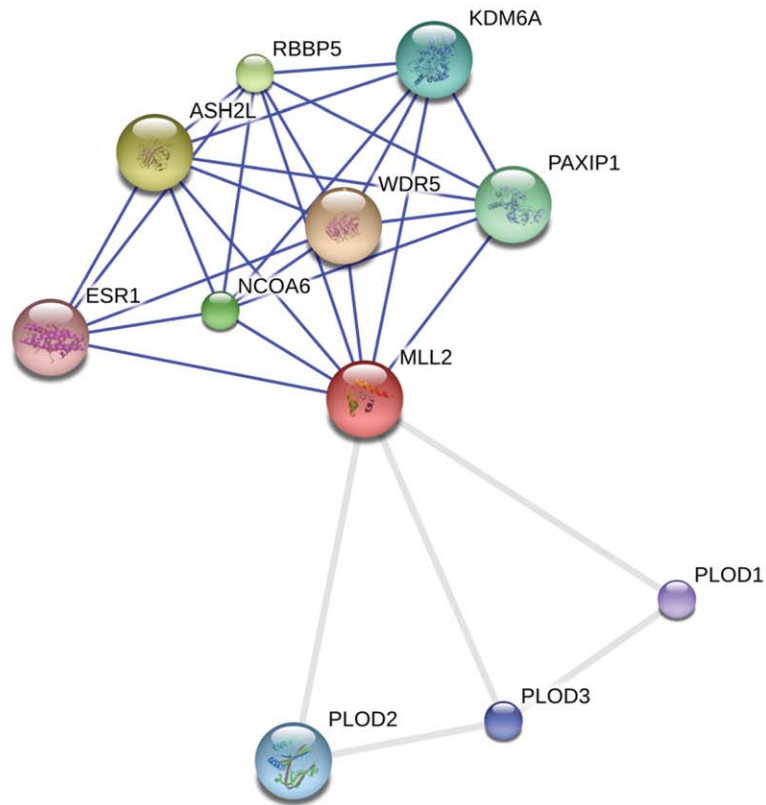 KDM6A
RBBP5
ASH2L
PAXIP1
WDR5
NCOA6
ESR1
MLL2
PLOD1
PLOD3
PLOD2